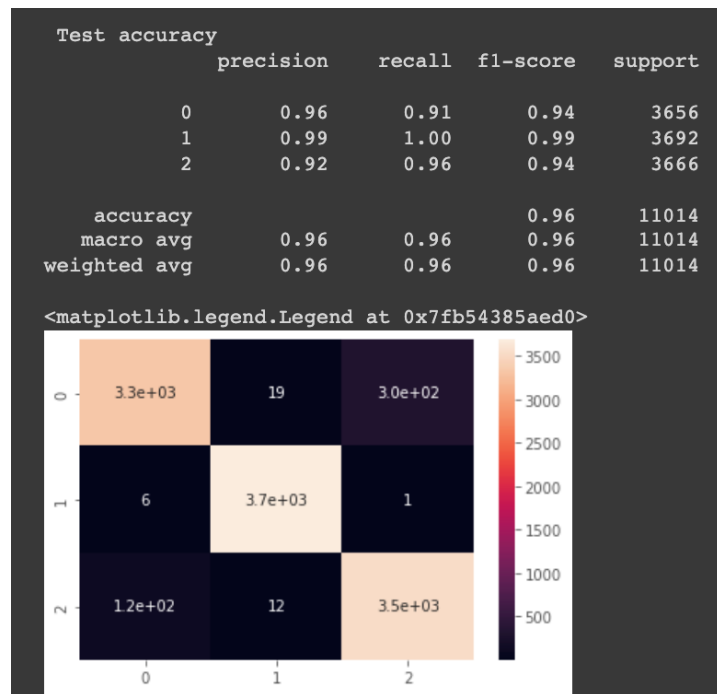 Test accuracy
precision recall f1-score support
0 0.96 0.91 0.94 3656
1 0.99 1.00 0.99 3692
2 0.92 0.96 0.94 3666
accuracy 0.96 11014
macro avg 0.96 0.96 0.96 11014
weighted avg 0.96 0.96 0.96 11014
<matplotlib.legend.Legend at 0x7fb54385aed0>
3500
0 3.3e+03 19 3.0e+02
3000
2500
2000
1 6 3.7e+03 1
1500
1000
2 1.2e+02 12 3.5e+03
500
0 1 2